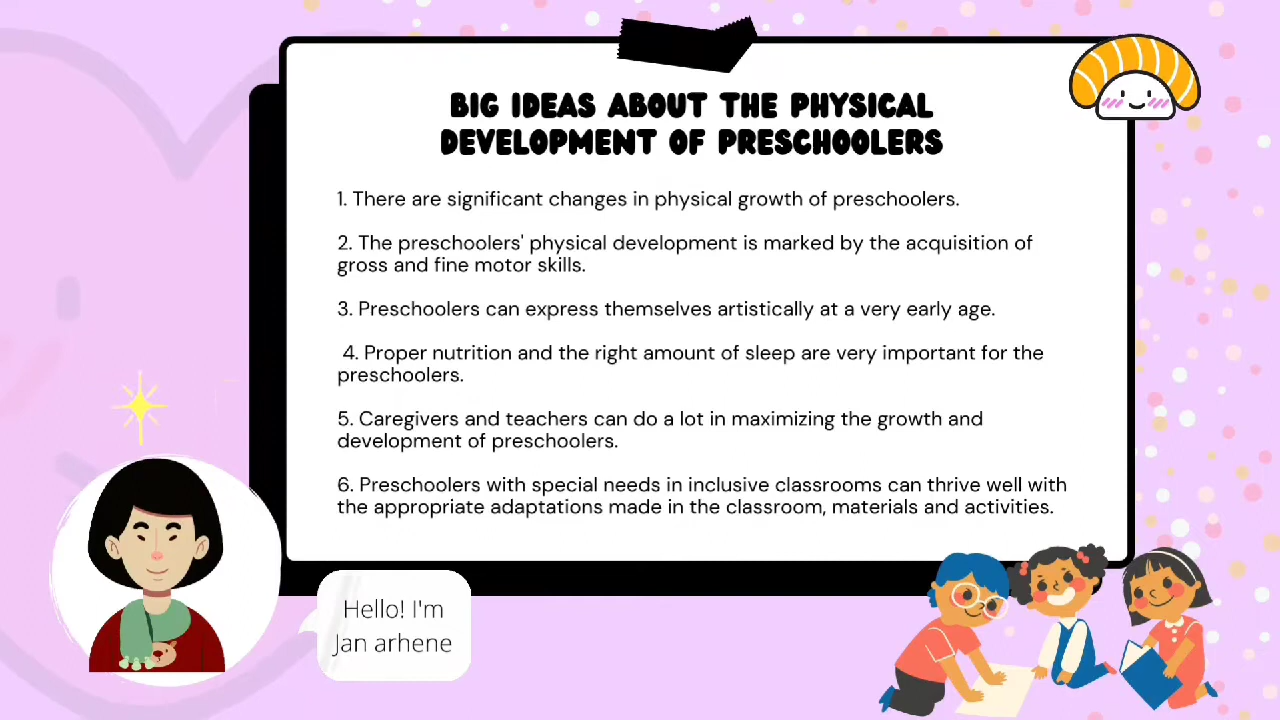 BIG IDEAS ABOUT THE PHYSICAL
DEVELOPMENT OF PRESCHOOLERS
1. There are significant changes in physical growth of preschoolers.
2. The preschoolers' physical development is marked by the acquisition of
gross and fine motor skills.
3. Preschoolers can express themselves artistically at a very early age.
4. Proper nutrition and the right amount of sleep are very important for the
preschoolers.
5. Caregivers and teachers can do a lot in maximizing the growth and
development of preschoolers.
6. Preschoolers with special needs in inclusive classrooms can thrive well with
the appropriate adaptations made in the classroom, materials and activities.
Hello! I'm
Jan arhene